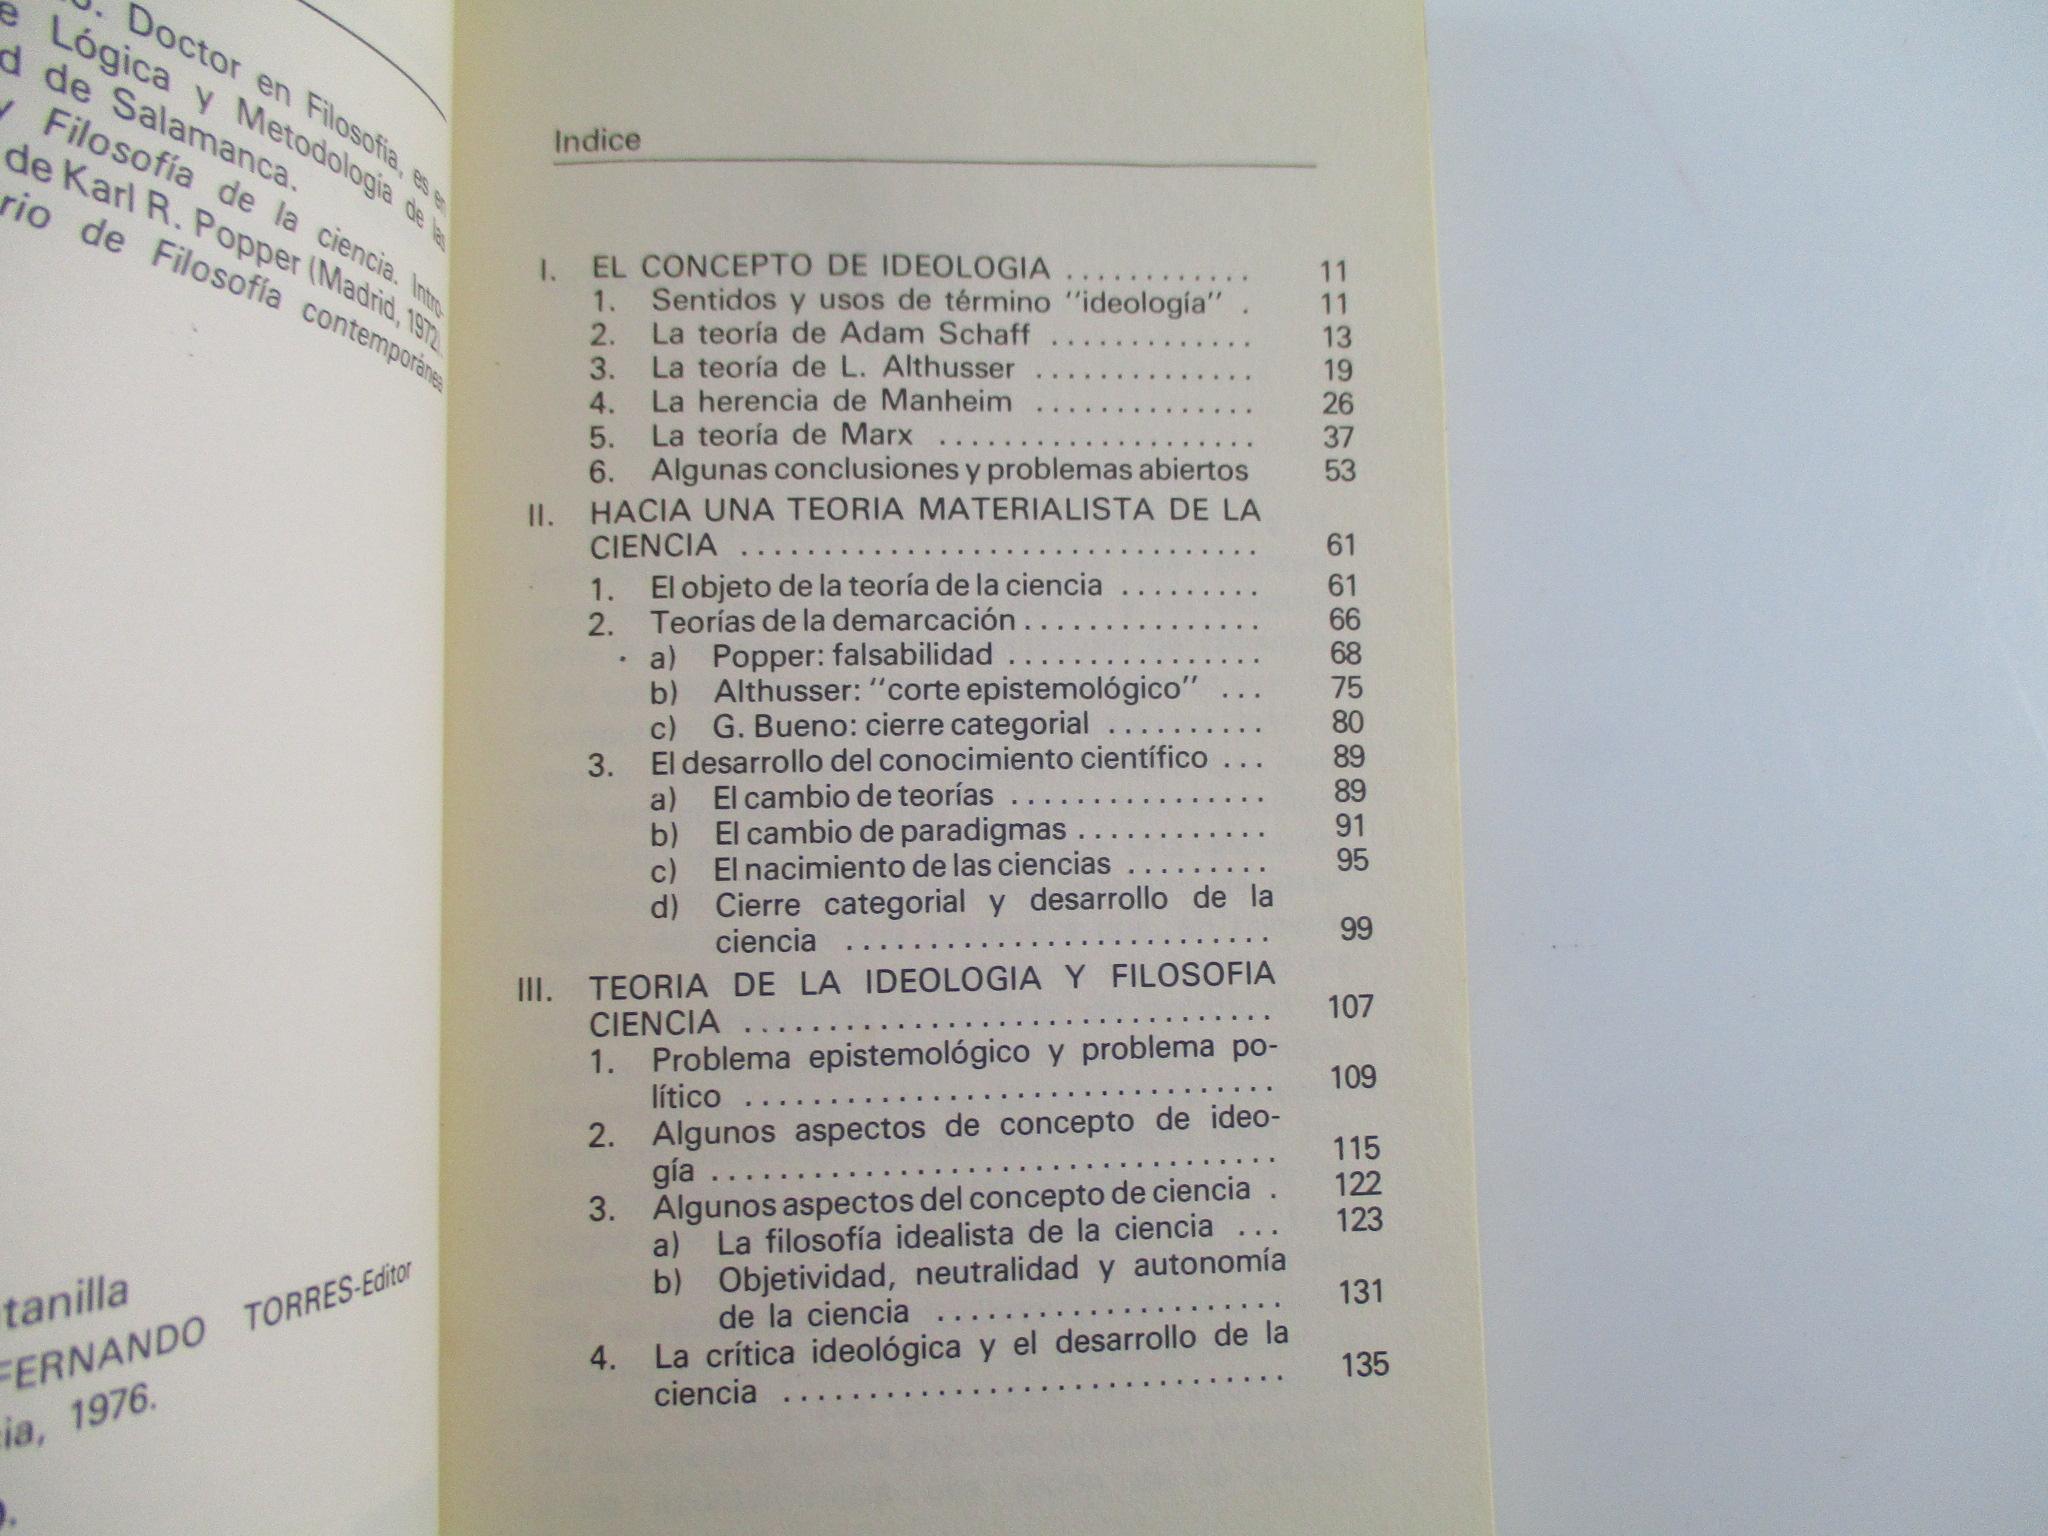 Doctor en Filosofía, es en
e Lógica y Metodologia de las
d de Salamanca.
y Filosofía de la ciencia. Intro-
de Karl R. Popper (Madrid, 1972).
rio de Filosofía contemporánea
tanilla
FERNANDO TORRES-Editor
cia, 1976.
Indice
I. EL CONCEPTO DE IDEOLOGIA ............ 11
1. Sentidos y usos de término "ideología" . 11
2. La teoría de Adam Schaff ............. 13
3. La teoría de L. Althusser .............. 19
4. La herencia de Manheim .............. 26
5. La teoría de Marx .................... 37
6. Algunas conclusiones y problemas abiertos 53
II. HACIA UNA TEORIA MATERIALISTA DE LA
CIENCIA ................................ 61
1. El objeto de la teoría de la ciencia ......... 61
2. Teorías de la demarcación ............... 66
a) Popper: falsabilidad ................ 68
b) Althusser: "corte epistemológico" ... 75
c) G. Bueno: cierre categorial .......... 80
3. El desarrollo del conocimiento científico ... 89
a) El cambio de teorías ................ 89
b) El cambio de paradigmas ............ 91
c) El nacimiento de las ciencias ......... 95
d) Cierre categorial y desarrollo de la
ciencia .......................... 99
III. TEORIA DE LA IDEOLOGIA Y FILOSOFIA
CIENCIA ................................ 107
1. Problema epistemológico y problema po-
lítico ................................ 109
2. Algunos aspectos de concepto de ideo-
gía .................................. 115
3. Algunos aspectos del concepto de ciencia . 122
a) La filosofía idealista de la ciencia ... 123
b) Objetividad, neutralidad y autonomía
de la ciencia ..................... 131
4. La crítica ideológica y el desarrollo de la
ciencia .............................. 135